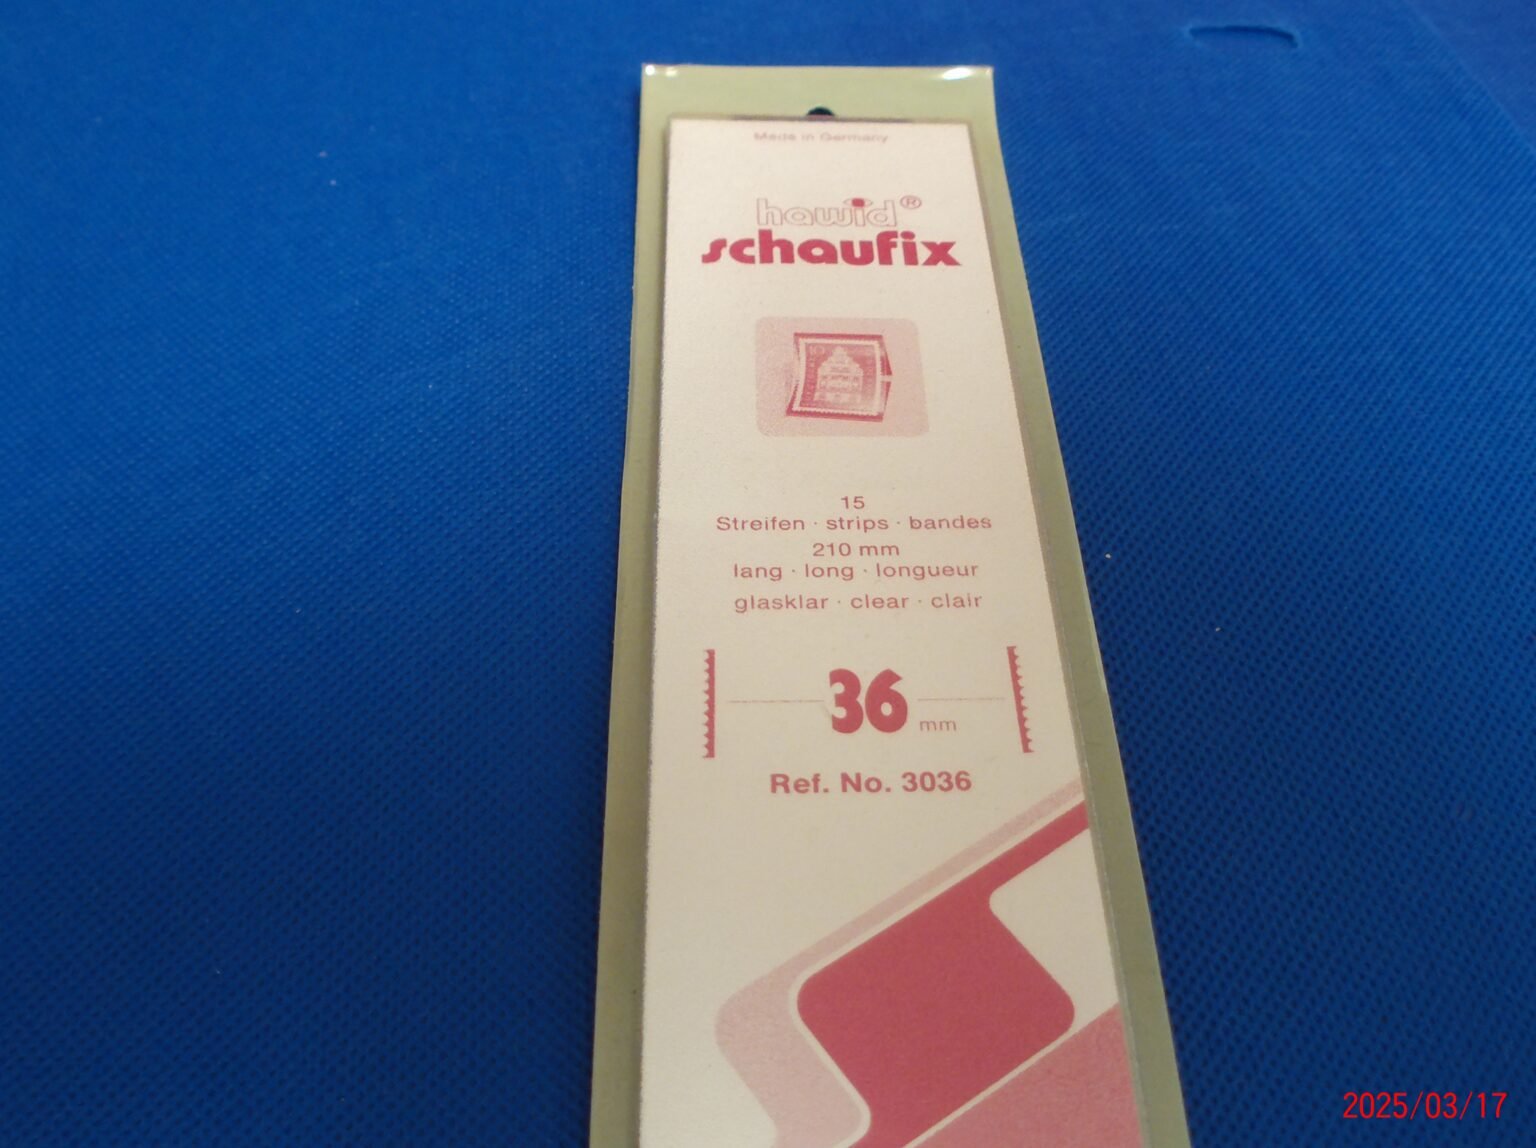 Made in Germany
hawid®
schaufix
10
15
Streifen · strips · bandes
210 mm
lang · long · longueur
glasklar · clear · clair
36 mm
Ref. No. 3036
2025/03/17